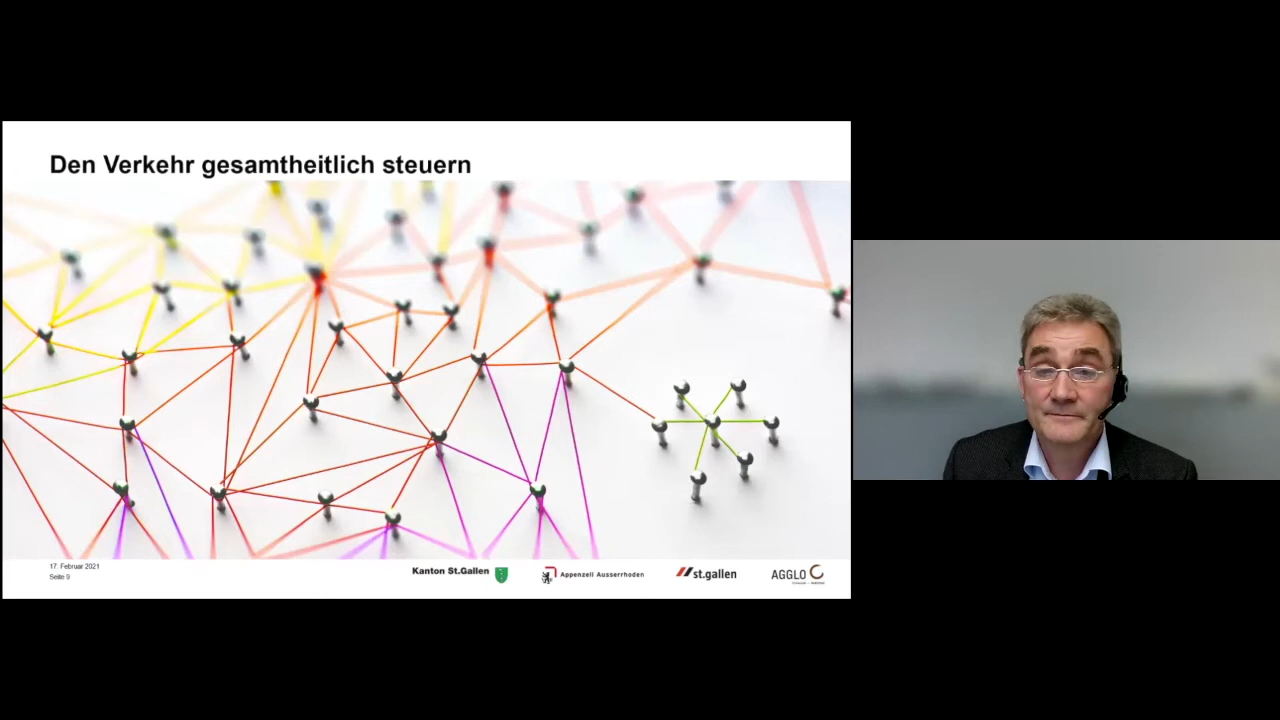 Den Verkehr gesamtheitlich steuern
17. Februar 2021
Seite 9
Kanton St.Gallen
Appenzell Ausserrhoden
st.gallen
AGGLO